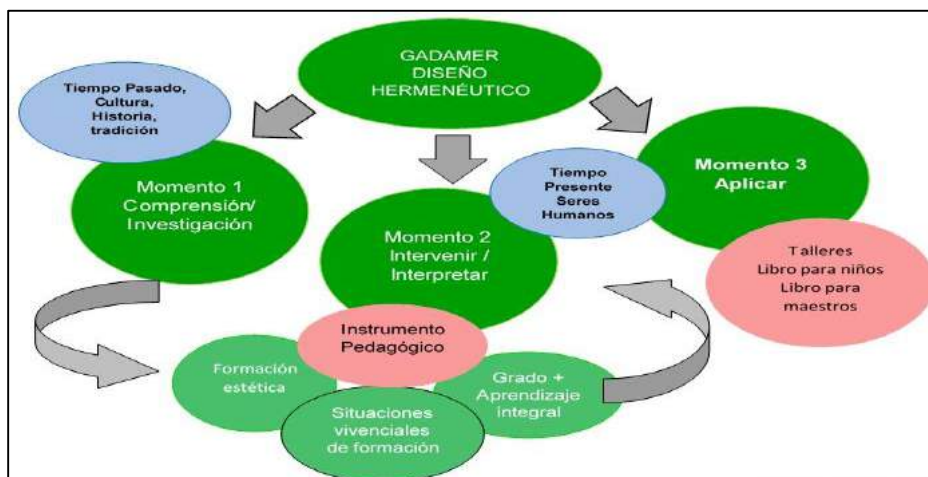 GADAMER
DISEÑO
HERMENÉUTICO
Tiempo Pasado,
Cultura,
Historia,
tradición
Momento 1
Comprensión/
Investigación
Momento 2
Intervenir /
Interpretar
Tiempo
Presente
Seres
Humanos
Momento 3
Aplicar
Talleres
Libro para niños
Libro para
maestros
Instrumento
Pedagógico
Formación
estética
Situaciones
vivenciales
de formación
Grado +
Aprendizaje
integral